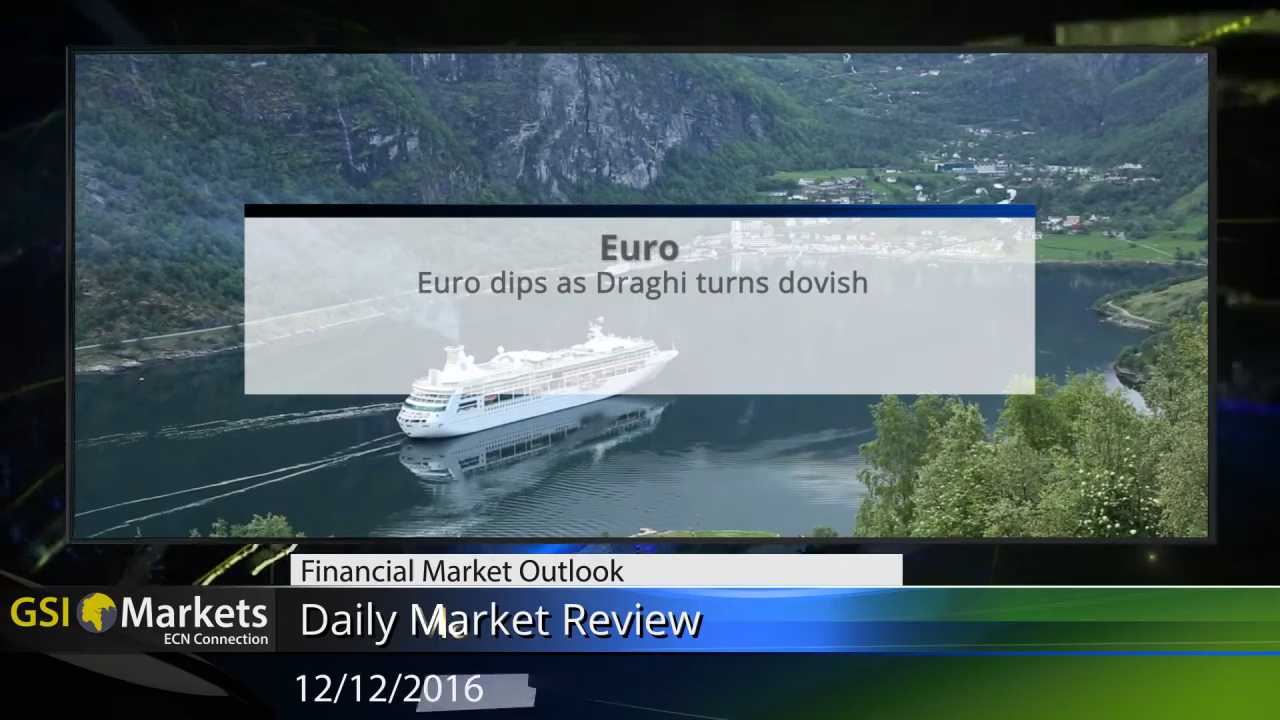 Euro
Euro dips as Draghi turns dovish
Financial Market Outlook
GSI Markets
ECN Connection
Daily Market Review
12/12/2016